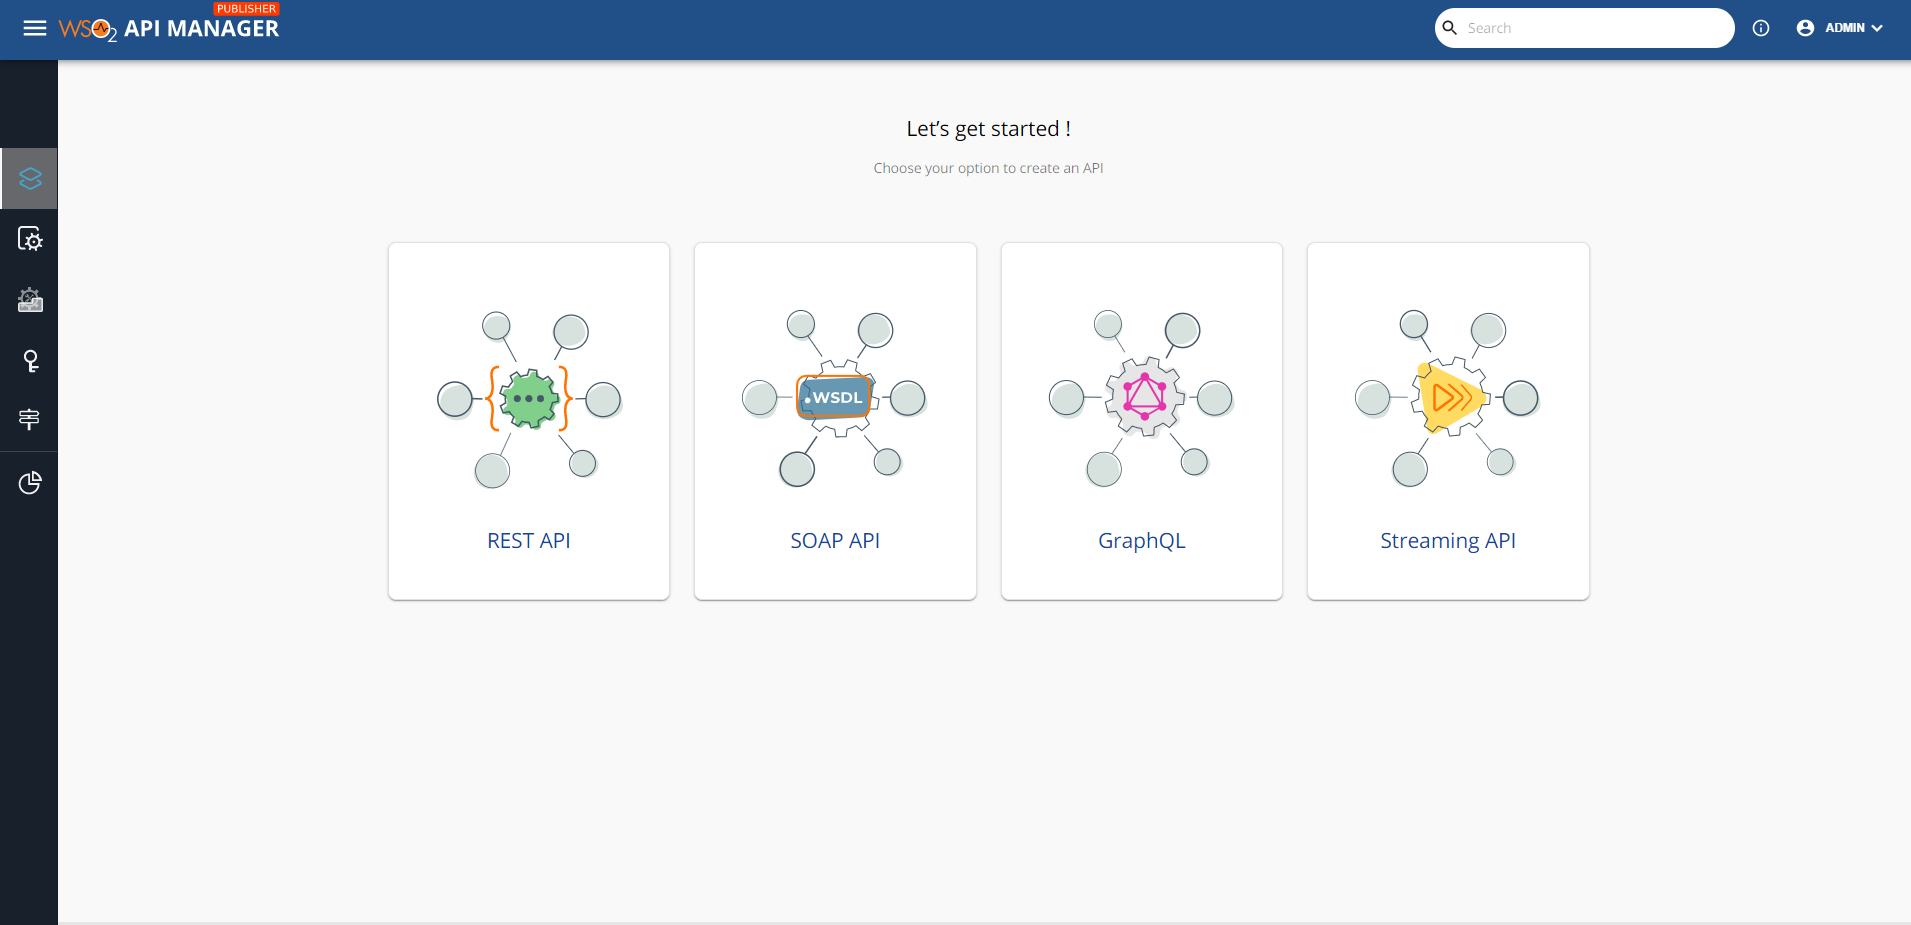 PUBLISHER
WSO2 API MANAGER
Search
ADMIN
Let’s get started !
Choose your option to create an API
.WSDL
REST API
SOAP API
GraphQL
Streaming API